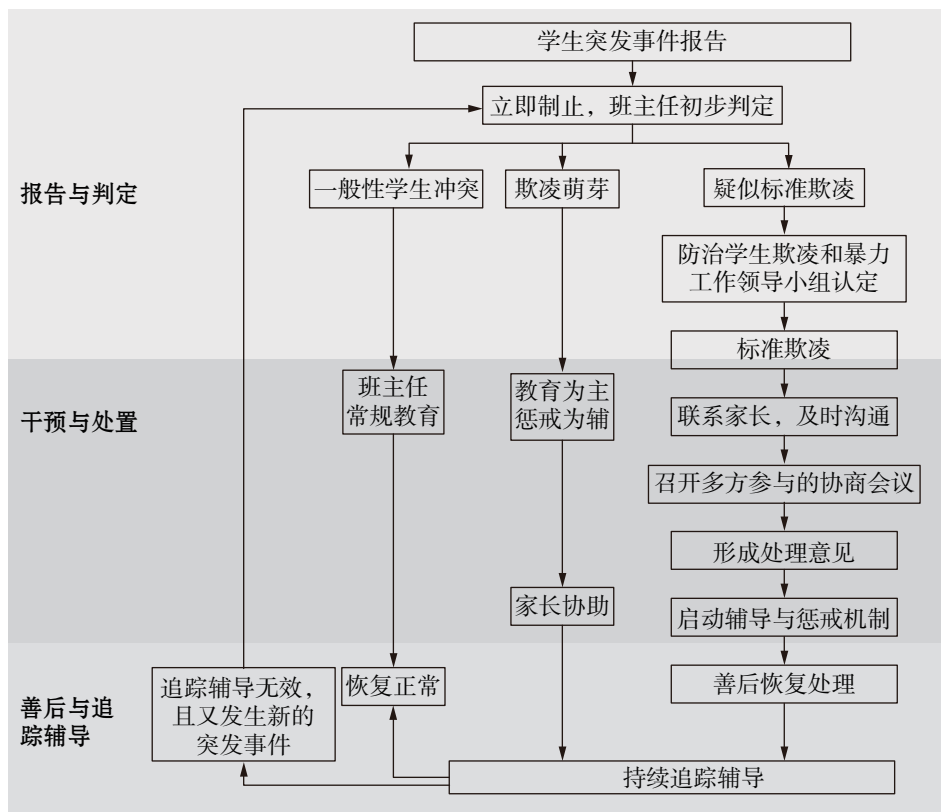 学生突发事件报告
立即制止，班主任初步判定
报告与判定
一般性学生冲突
欺凌萌芽
疑似标准欺凌
防治学生欺凌和暴力
工作领导小组认定
标准欺凌
干预与处置
班主任
常规教育
教育为主
惩戒为辅
联系家长，及时沟通
召开多方参与的协商会议
形成处理意见
家长协助
启动辅导与惩戒机制
善后与追
踪辅导
追踪辅导无效，
且又发生新的
突发事件
恢复正常
善后恢复处理
持续追踪辅导